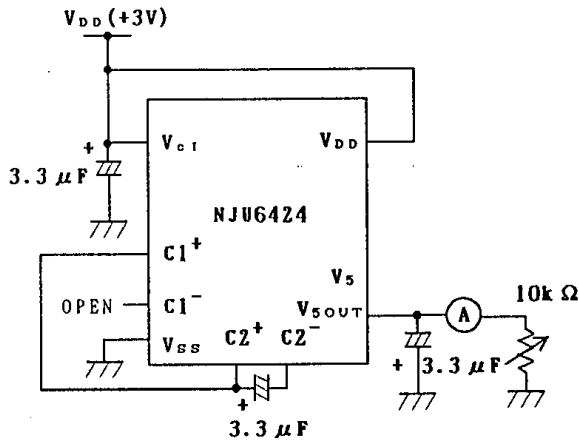 VDD (+3V)
+
VCI
VDD
3.3 μF
NJU6424
C1+
V5
10k Ω
OPEN
C1-
V5OUT
A
VSS
C2+
C2-
+
3.3 μF
+
3.3 μF